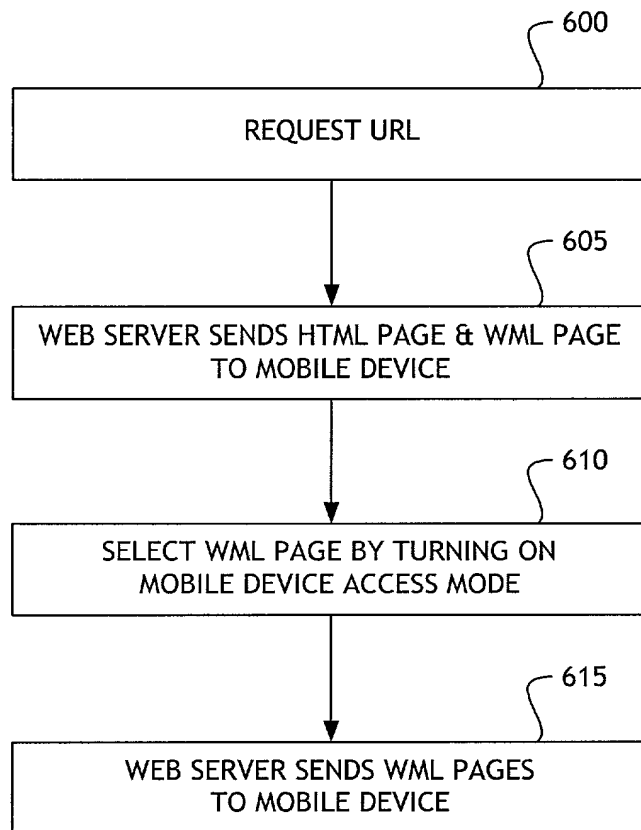 600
REQUEST URL
605
WEB SERVER SENDS HTML PAGE & WML PAGE
TO MOBILE DEVICE
610
SELECT WML PAGE BY TURNING ON
MOBILE DEVICE ACCESS MODE
615
WEB SERVER SENDS WML PAGES
TO MOBILE DEVICE